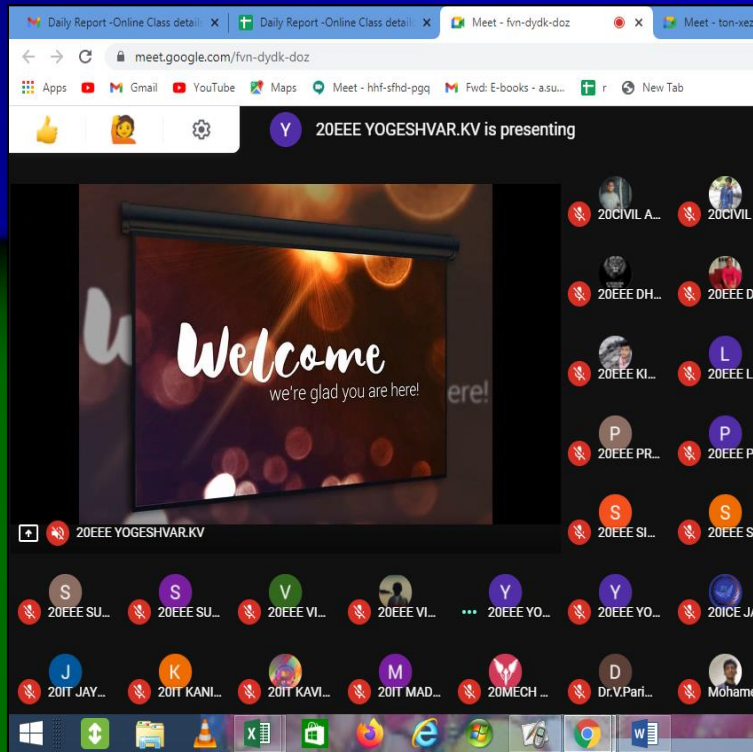 Daily Report -Online Class details
Daily Report -Online Class detail
Meet - fvn-dydk-doz
Meet - ton-xez
meet.google.com/fvn-dydk-doz
Apps
Gmail
YouTube
Maps
Meet - hhf-sfhd-pgq
Fwd: E-books - a.su...
r
New Tab
Y
20EEE YOGESHVAR.KV is presenting
Welcome
we're glad you are here!
ere!
20CIVIL A...
20CIVIL
20EEE DH...
20EEE D
20EEE KI...
L
20EEE L
P
20EEE PR...
P
20EEE P
S
20EEE SI...
S
20EEE S
20EEE YOGESHVAR.KV
S
20EEE SU...
S
20EEE SU...
V
20EEE VI...
20EEE VI...
Y
20EEE YO...
Y
20EEE YO...
20ICE JA
J
20IT JAY...
K
20IT KANI...
20IT KAVI...
M
20IT MAD...
20MECH ...
D
Dr.V.Pari...
Mohame